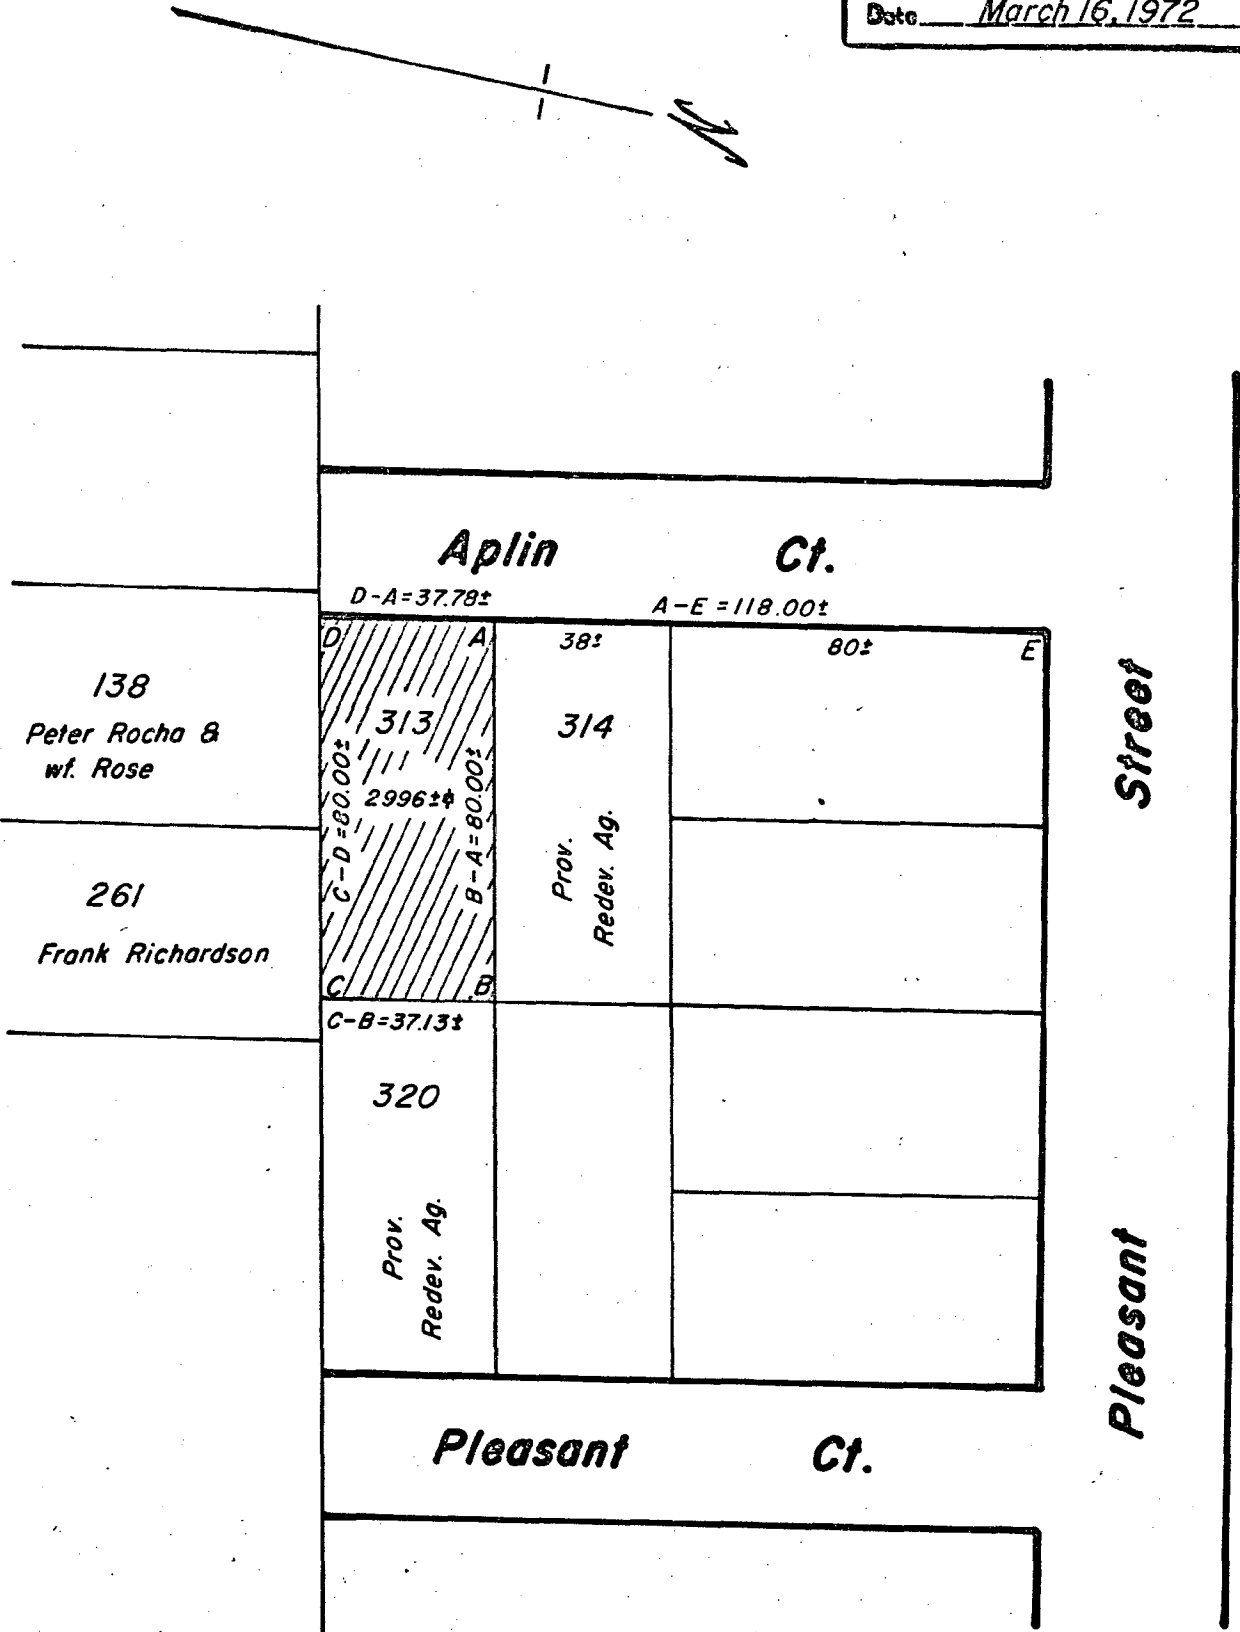 Date March 16, 1972
N
Aplin Ct.
D-A=37.78±
A-E=118.00±
D
A
38±
80±
E
138
Peter Rocha &
wf. Rose
313
2996±⌽
C-D=80.00±
B-A=80.00±
314
Prov.
Redev. Ag.
261
Frank Richardson
C
B
C-B=37.13±
320
Prov.
Redev. Ag.
Pleasant Ct.
Pleasant Street